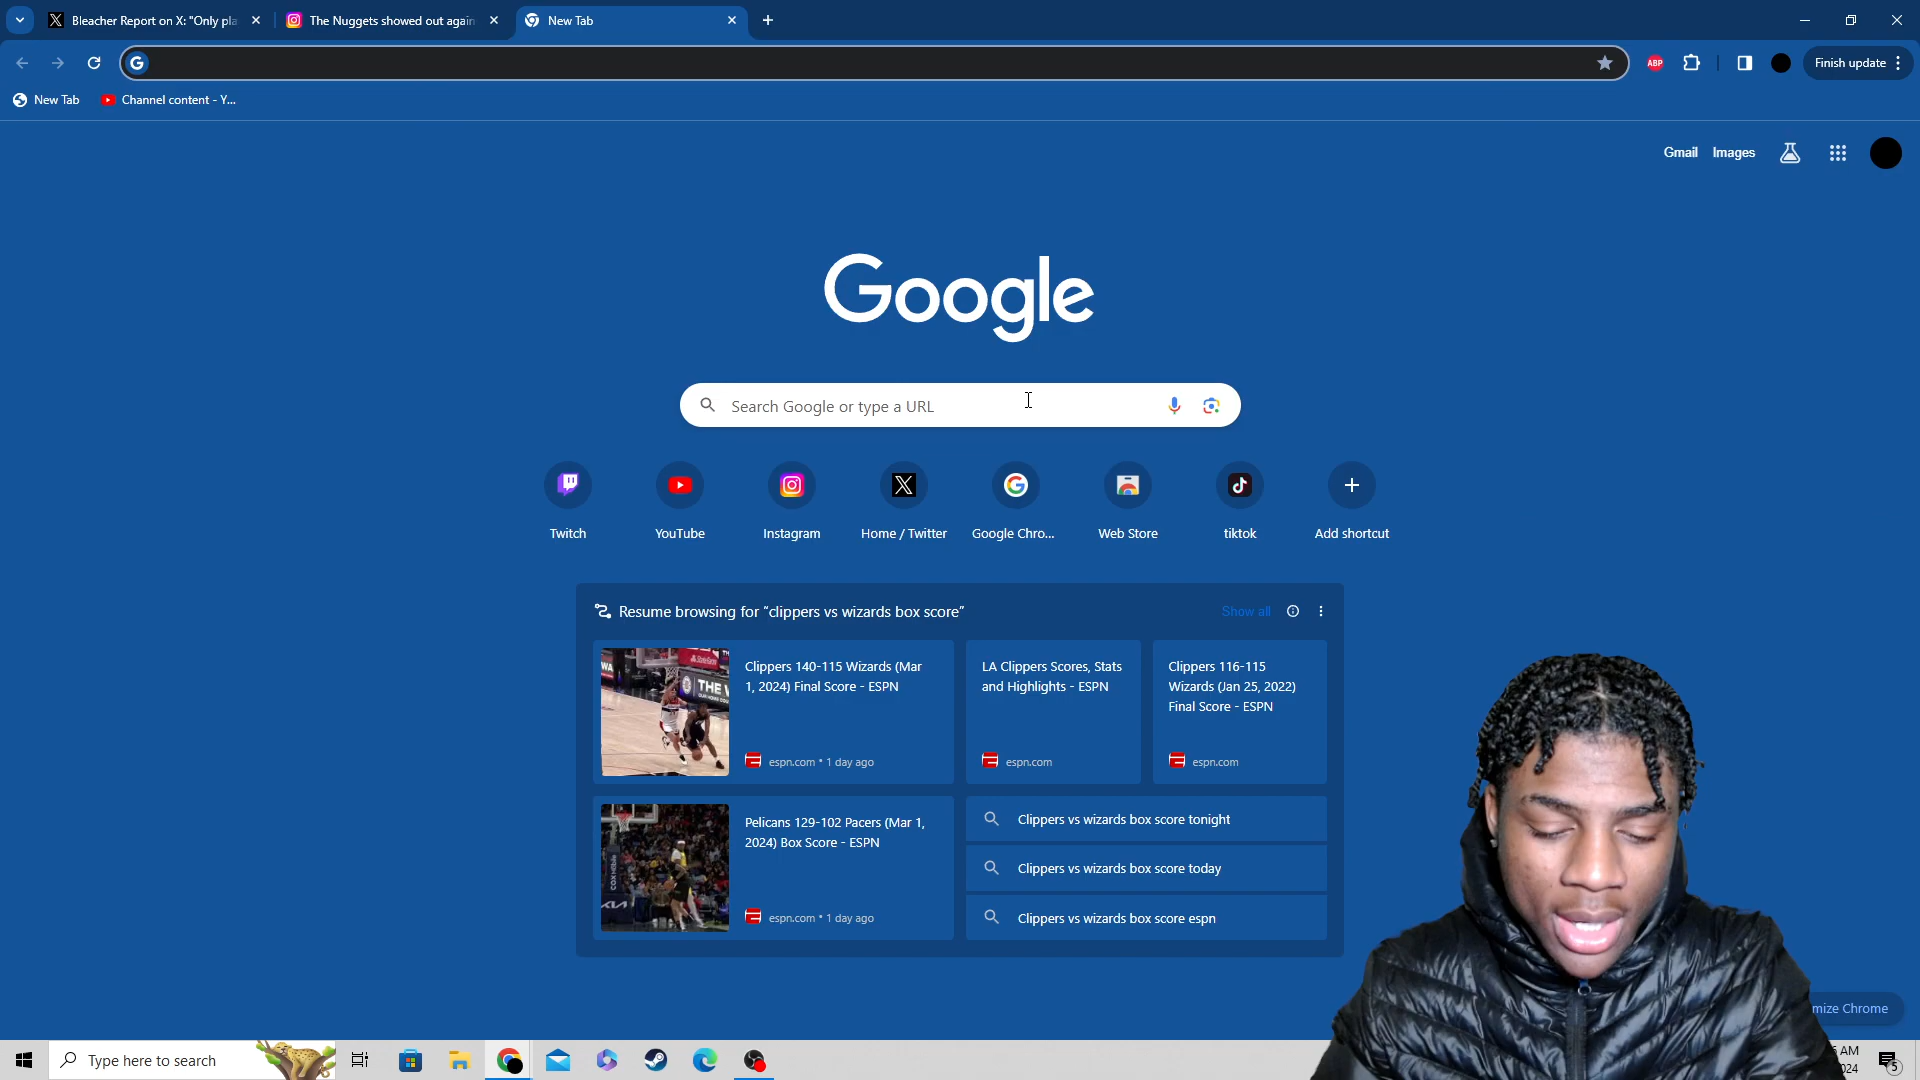 Bleacher Report on X: "Only pla
The Nuggets showed out again
New Tab
ABP
Finish update
New Tab
Channel content - Y...
Gmail
Images
Google
Search Google or type a URL
Twitch
YouTube
Instagram
Home / Twitter
Google Chro...
Web Store
tiktok
Add shortcut
Resume browsing for “clippers vs wizards box score”
Show all
Clippers 140-115 Wizards (Mar
1, 2024) Final Score - ESPN
espn.com • 1 day ago
LA Clippers Scores, Stats
and Highlights - ESPN
espn.com
Clippers 116-115
Wizards (Jan 25, 2022)
Final Score - ESPN
espn.com
Pelicans 129-102 Pacers (Mar 1,
2024) Box Score - ESPN
espn.com • 1 day ago
Clippers vs wizards box score tonight
Clippers vs wizards box score today
Clippers vs wizards box score espn
mize Chrome
Type here to search
AM
024
5